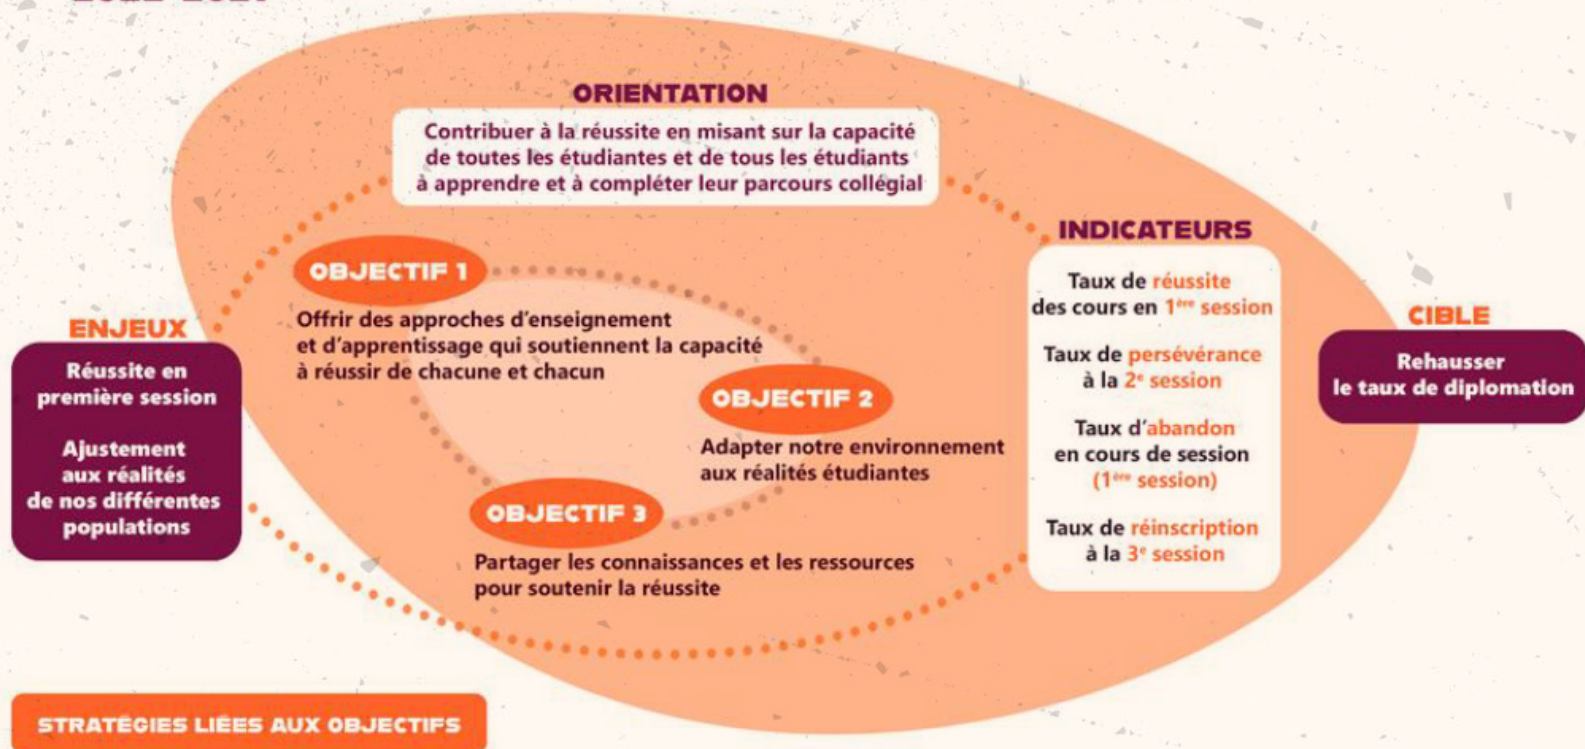 ORIENTATION
Contribuer à la réussite en misant sur la capacité
de toutes les étudiantes et de tous les étudiants
à apprendre et à compléter leur parcours collégial
OBJECTIF 1
Offrir des approches d'enseignement
et d'apprentissage qui soutiennent la capacité
à réussir de chacune et chacun
OBJECTIF 2
Adapter notre environnement
aux réalités étudiantes
OBJECTIF 3
Partager les connaissances et les ressources
pour soutenir la réussite
ENJEUX
Réussite en
première session
Ajustement
aux réalités
de nos différentes
populations
INDICATEURS
Taux de réussite
des cours en 1ère session
Taux de persévérance
à la 2e session
Taux d'abandon
en cours de session
(1ère session)
Taux de réinscription
à la 3e session
CIBLE
Rehausser
le taux de diplomation
STRATÉGIES LIÉES AUX OBJECTIFS